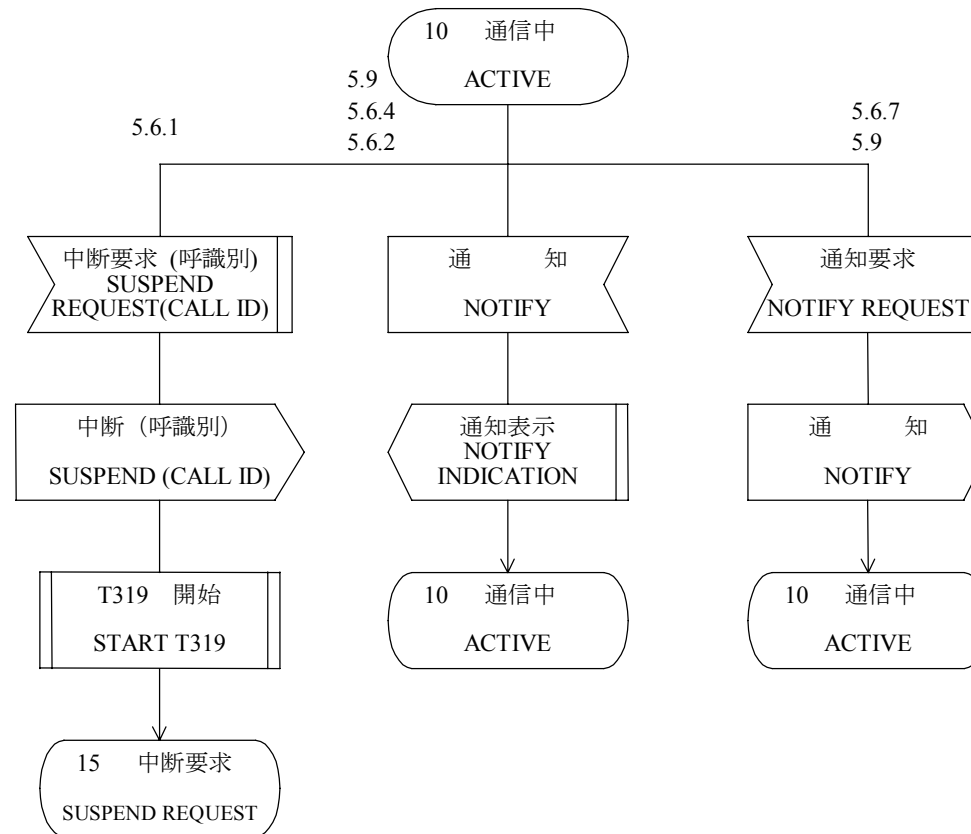 10 通信中
ACTIVE
5.6.1
5.9
5.6.4
5.6.2
5.6.7
5.9
中断要求 (呼識別)
SUSPEND
REQUEST(CALL ID)
通 知
NOTIFY
通知要求
NOTIFY REQUEST
中断（呼識別）
SUSPEND (CALL ID)
通知表示
NOTIFY
INDICATION
通 知
NOTIFY
T319 開始
START T319
10 通信中
ACTIVE
10 通信中
ACTIVE
15 中断要求
SUSPEND REQUEST